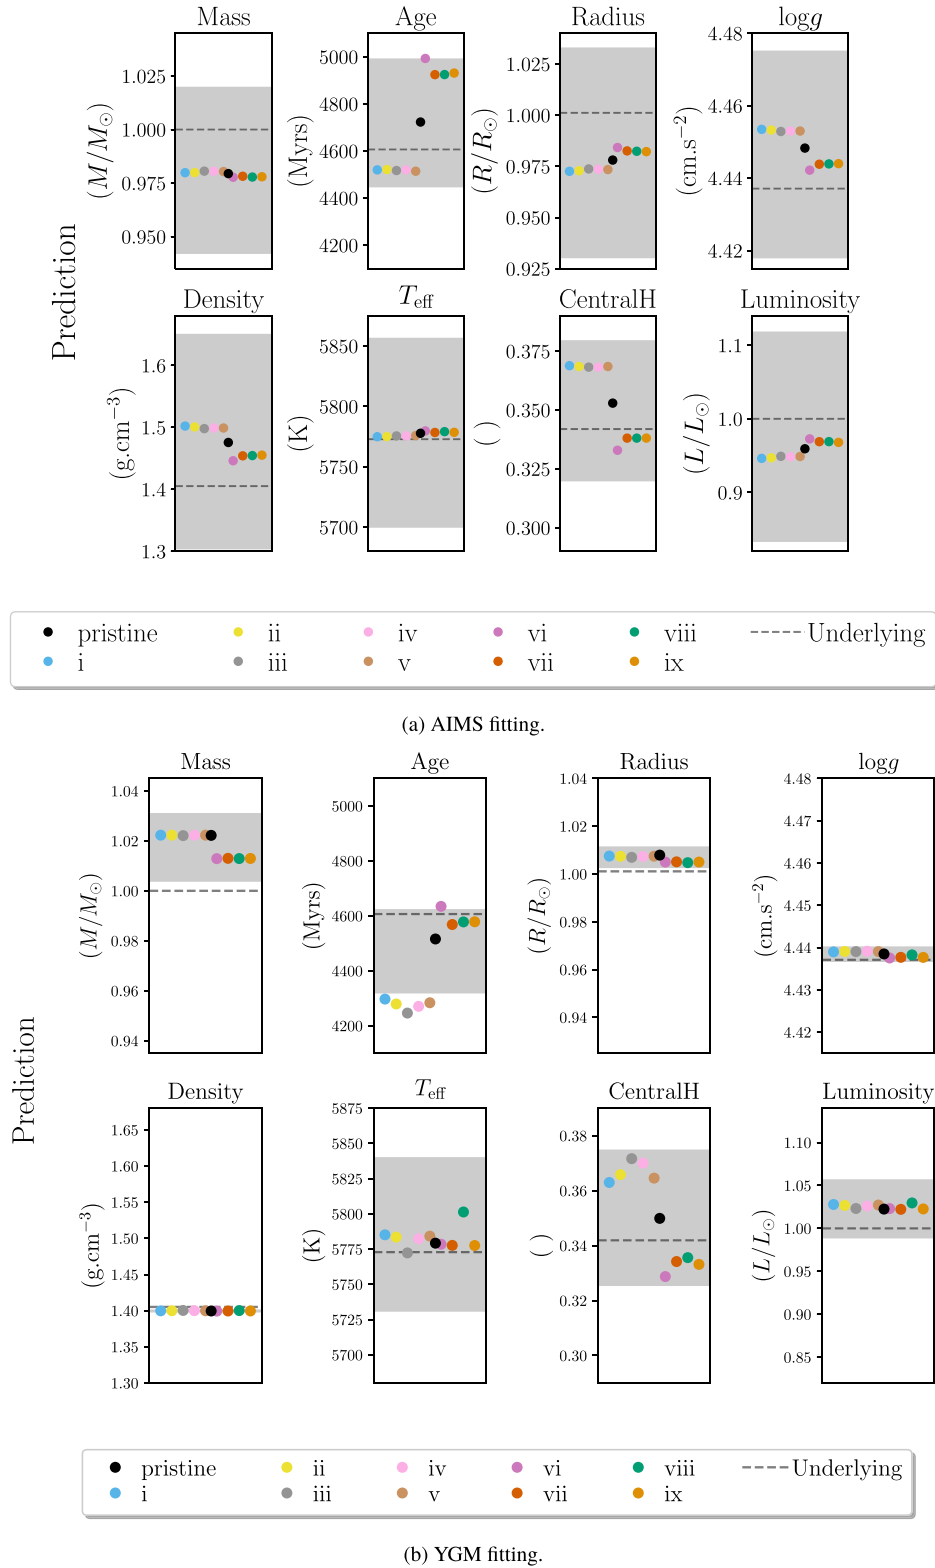 Mass Age Radius logg
(M/M⊙) 1.025 1.000 0.975 0.950
(Myrs) 5000 4800 4600 4400 4200
(R/R⊙) 1.025 1.000 0.975 0.950 0.925
(cm.s−2) 4.48 4.46 4.44 4.42
Prediction
Density Teff CentralH Luminosity
(g.cm−3) 1.6 1.5 1.4 1.3
(K) 5850 5800 5750 5700
() 0.375 0.350 0.325 0.300
(L/L⊙) 1.1 1.0 0.9
pristine ii iv vi viii Underlying
i iii v vii ix
(a) AIMS fitting.
Mass Age Radius logg
(M/M⊙) 1.04 1.02 1.00 0.98 0.96 0.94
(Myrs) 5000 4800 4600 4400 4200
(R/R⊙) 1.04 1.02 1.00 0.98 0.96 0.94
(cm.s−2) 4.48 4.47 4.46 4.45 4.44 4.43 4.42
Prediction
Density Teff CentralH Luminosity
(g.cm−3) 1.65 1.60 1.55 1.50 1.45 1.40 1.35 1.30
(K) 5875 5850 5825 5800 5775 5750 5725 5700
() 0.38 0.36 0.34 0.32 0.30
(L/L⊙) 1.10 1.05 1.00 0.95 0.90 0.85
pristine ii iv vi viii Underlying
i iii v vii ix
(b) YGM fitting.